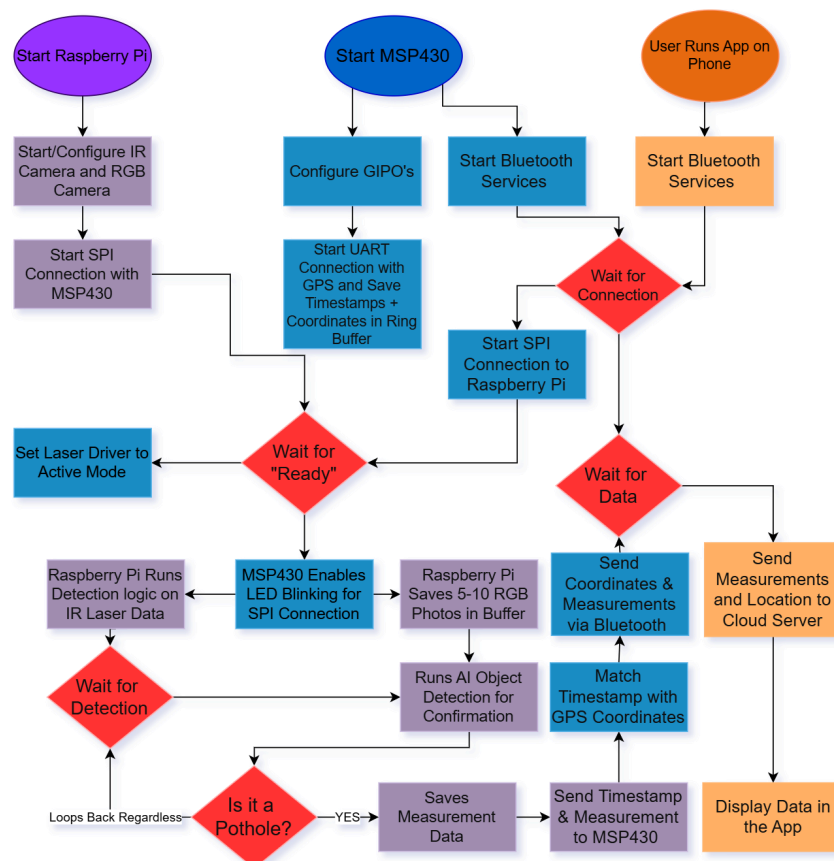 Start Raspberry Pi
Start MSP430
User Runs App on
Phone
Start/Configure IR
Camera and RGB
Camera
Configure GIPO's
Start Bluetooth
Services
Start Bluetooth
Services
Start SPI
Connection with
MSP430
Start UART
Connection with
GPS and Save
Timestamps +
Coordinates in Ring
Buffer
Wait for
Connection
Start SPI
Connection to
Raspberry Pi
Set Laser Driver to
Active Mode
Wait for
"Ready"
Wait for
Data
Raspberry Pi Runs
Detection logic on
IR Laser Data
MSP430 Enables
LED Blinking for
SPI Connection
Raspberry Pi
Saves 5-10 RGB
Photos in Buffer
Send
Coordinates &
Measurements
via Bluetooth
Send
Measurements
and Location to
Cloud Server
Wait for
Detection
Runs AI Object
Detection for
Confirmation
Match
Timestamp with
GPS Coordinates
Loops Back Regardless
Is it a
Pothole?
YES
Saves
Measurement
Data
Send Timestamp
& Measurement
to MSP430
Display Data in
the App